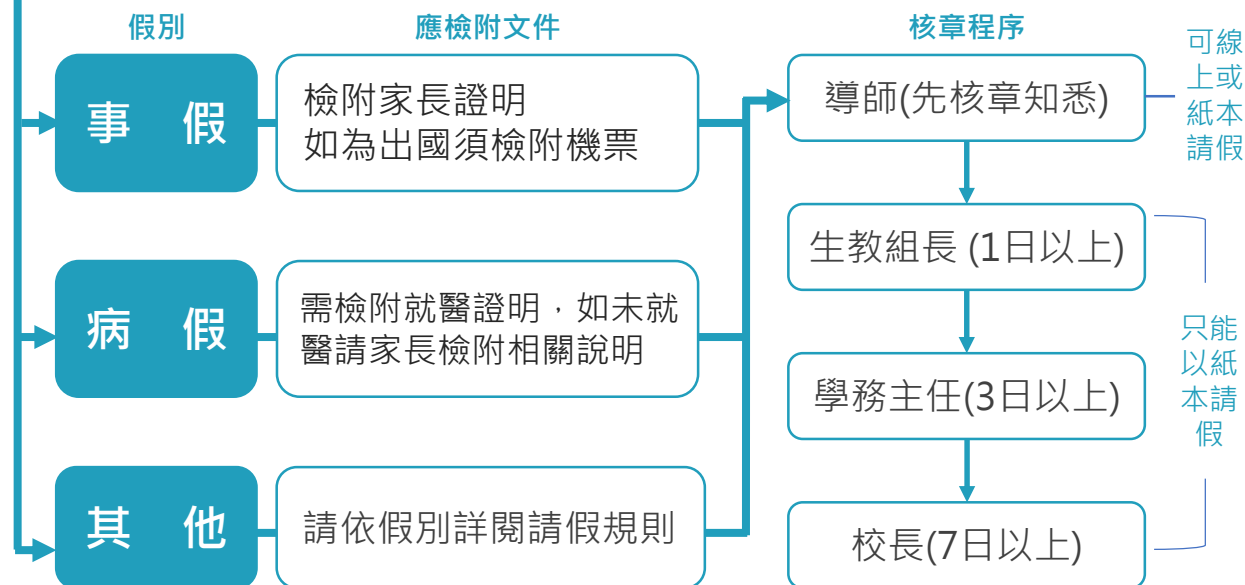 假別
應檢附文件
核章程序
事 假
檢附家長證明
如為出國須檢附機票
導師(先核章知悉)
可線
上或
紙本
請假
生教組長 (1日以上)
病 假
需檢附就醫證明，如未就
醫請家長檢附相關說明
學務主任(3日以上)
只能
以紙
本請
假
其 他
請依假別詳閱請假規則
校長(7日以上)